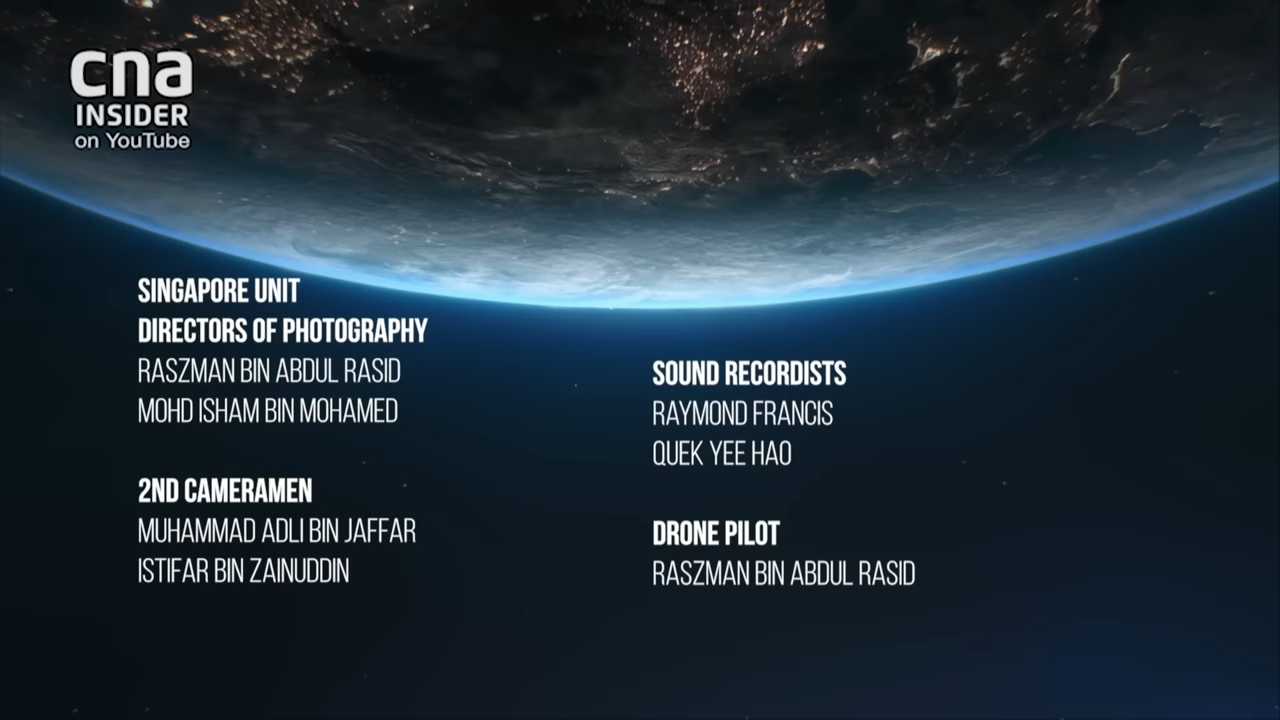 cna
INSIDER
on YouTube
SINGAPORE UNIT
DIRECTORS OF PHOTOGRAPHY
RASZMAN BIN ABDUL RASID
MOHD ISHAM BIN MOHAMED
2ND CAMERAMEN
MUHAMMAD ADLI BIN JAFFAR
ISTIFAR BIN ZAINUDDIN
SOUND RECORDISTS
RAYMOND FRANCIS
QUEK YEE HAO
DRONE PILOT
RASZMAN BIN ABDUL RASID